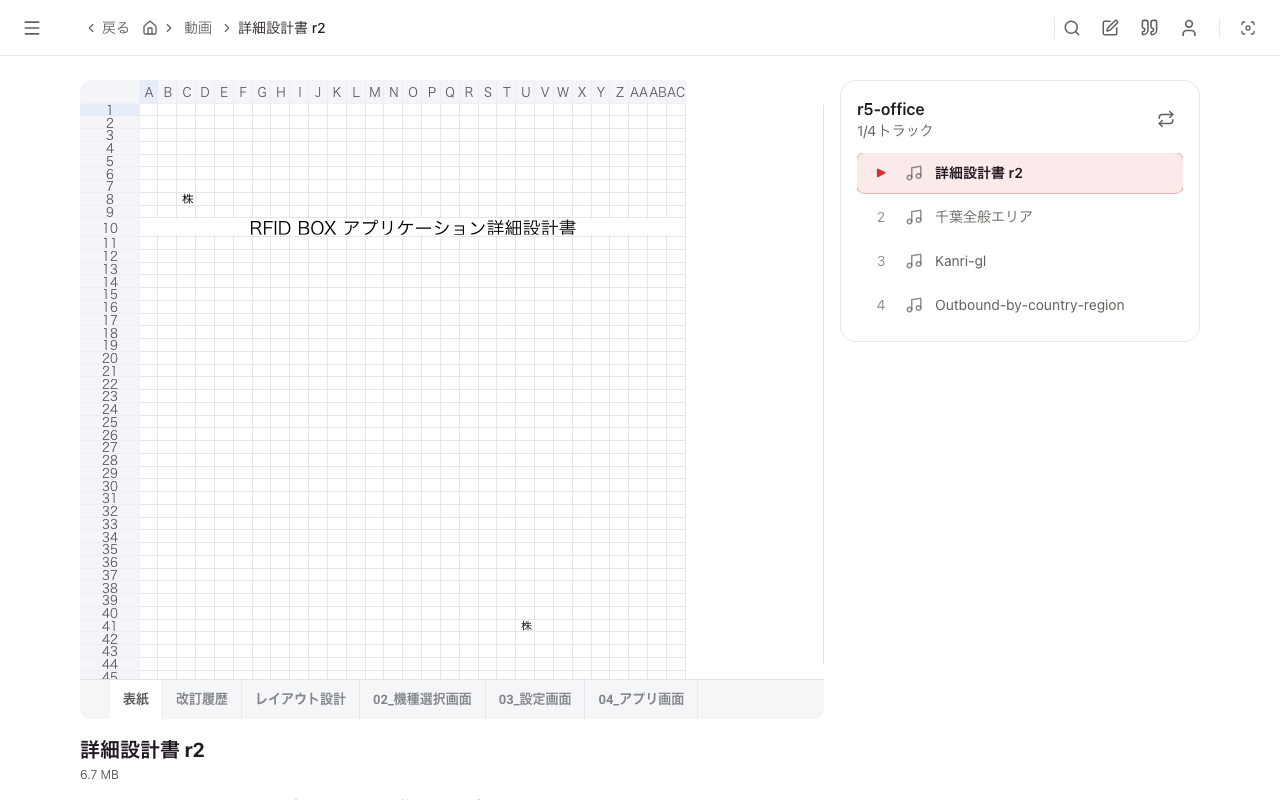 戻る
動画
詳細設計書 r2
A B C D E F G H I J K L M N O P Q R S T U V W X Y Z AA AB AC
1
2
3
4
5
6
7
8 株
9
10 RFID BOX アプリケーション詳細設計書
11
12
13
14
15
16
17
18
19
20
21
22
23
24
25
26
27
28
29
30
31
32
33
34
35
36
37
38
39
40
41 株
42
43
44
45
表紙 改訂履歴 レイアウト設計 02_機種選択画面 03_設定画面 04_アプリ画面
詳細設計書 r2
6.7 MB
r5-office
1/4トラック
詳細設計書 r2
2 千葉全般エリア
3 Kanri-gl
4 Outbound-by-country-region